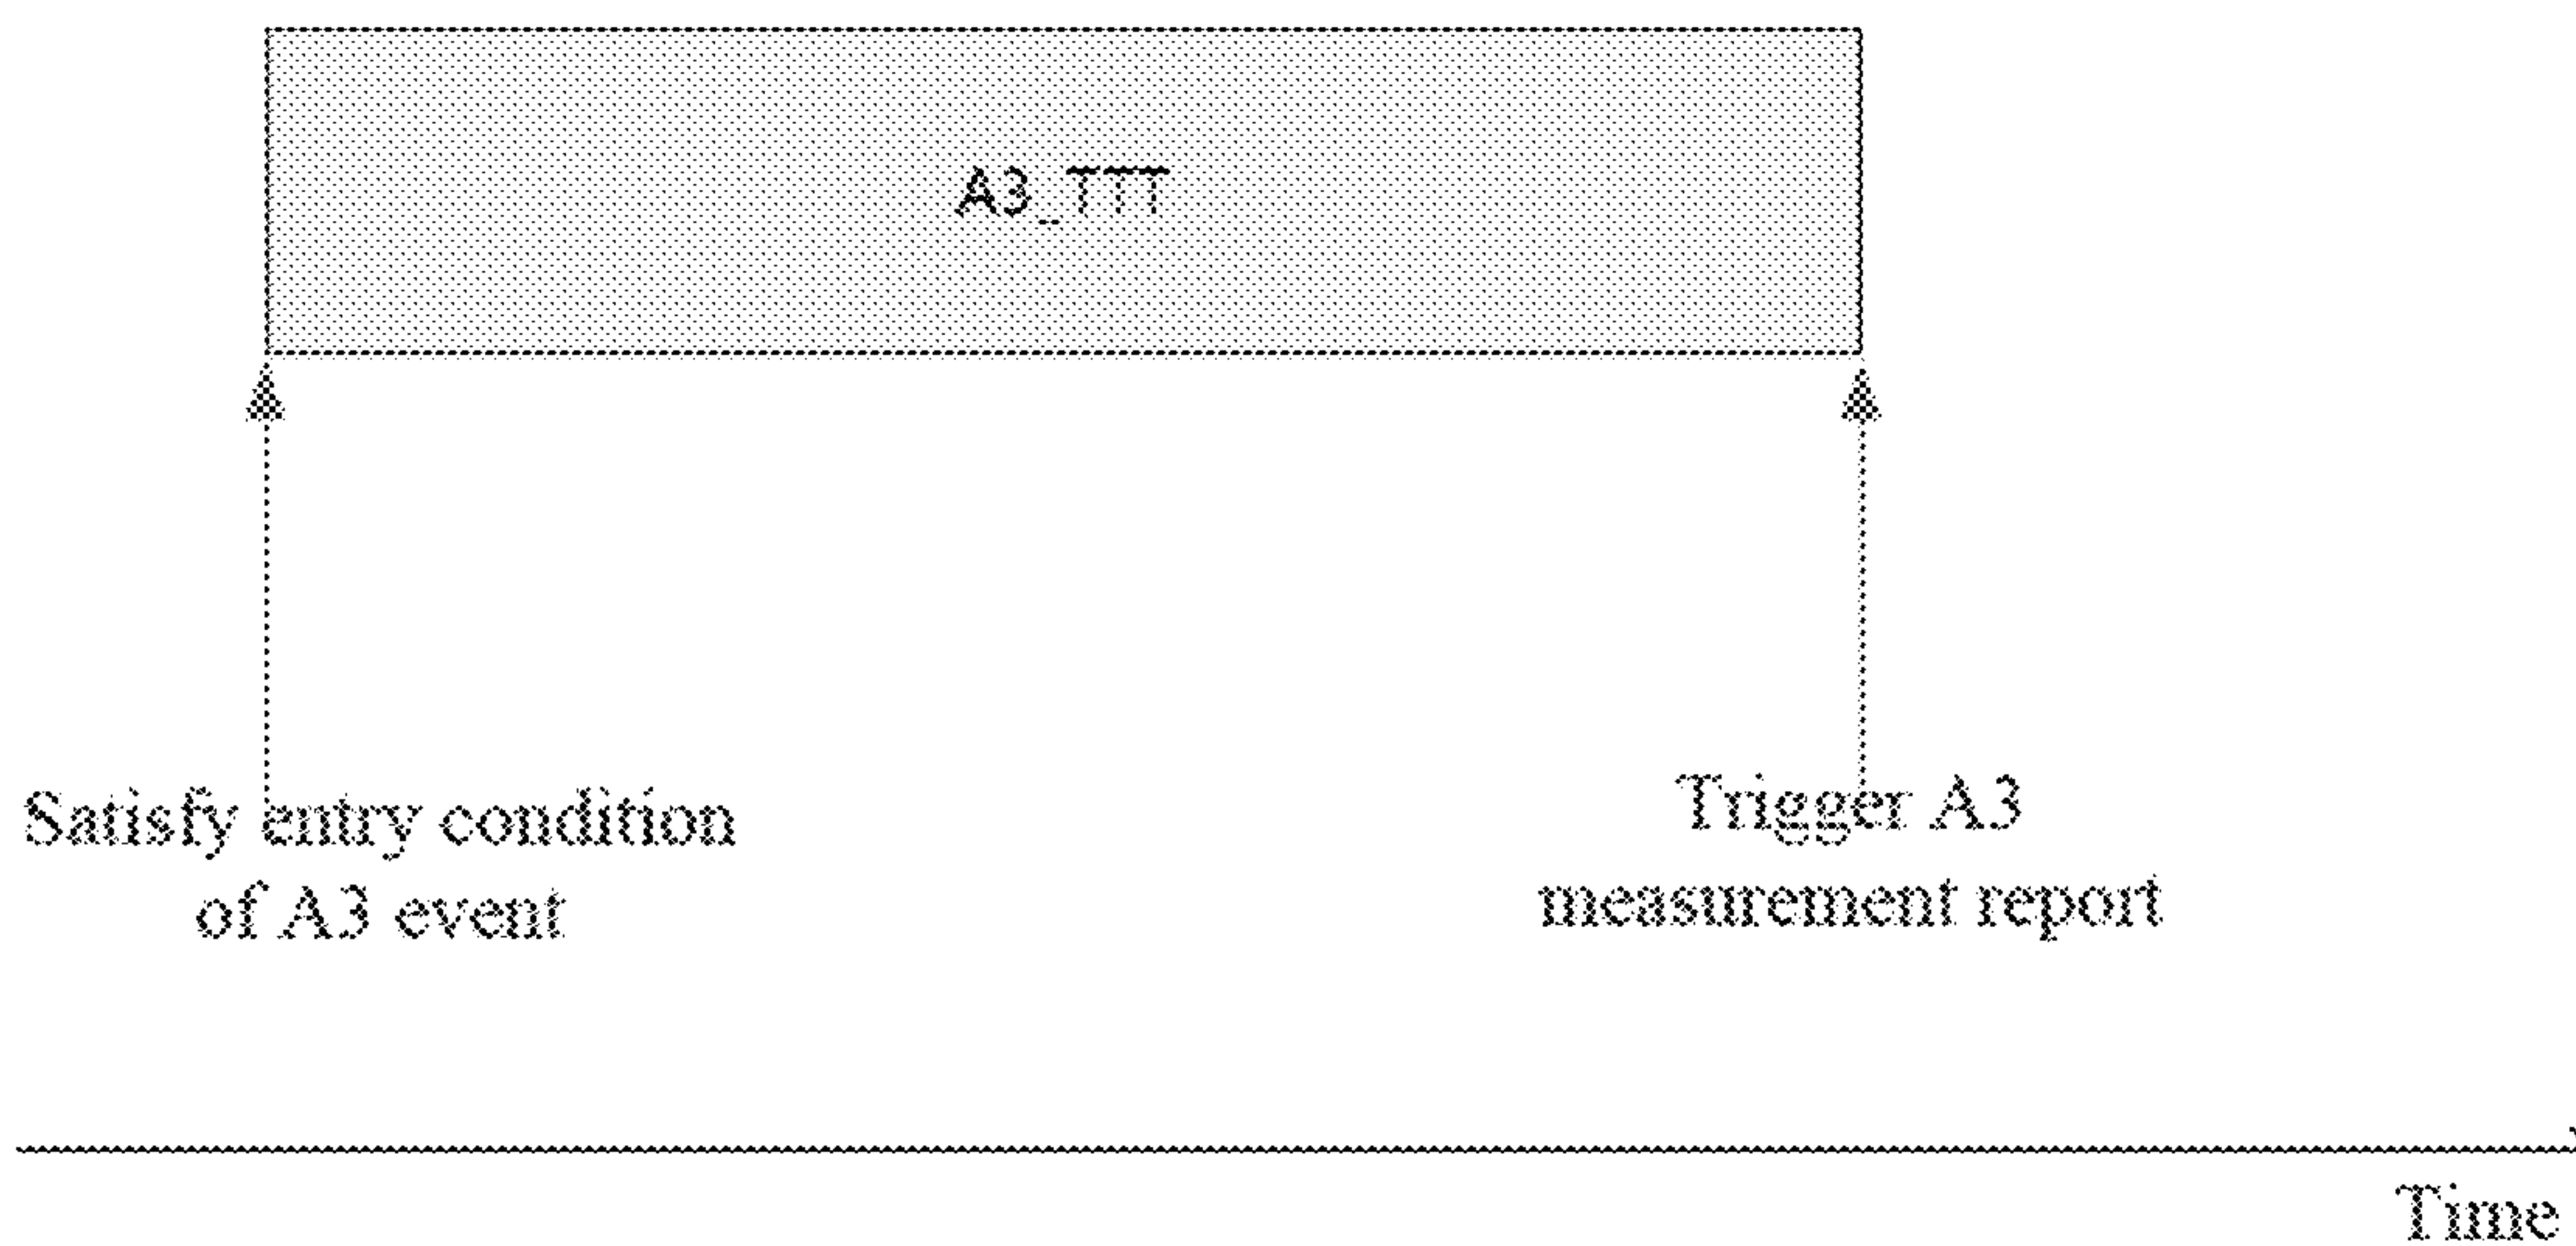 A3_TTT
Satisfy entry condition
of A3 event
Trigger A3
measurement report
Time